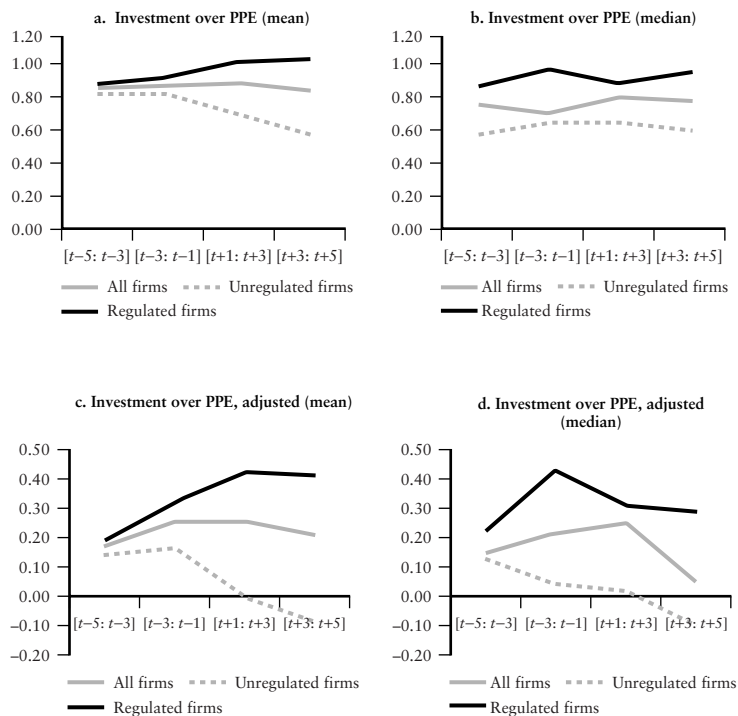 a. Investment over PPE (mean)
1.20
1.00
0.80
0.60
0.40
0.20
0.00
[t−5: t−3] [t−3: t−1] [t+1: t+3] [t+3: t+5]
All firms Unregulated firms
Regulated firms
b. Investment over PPE (median)
1.20
1.00
0.80
0.60
0.40
0.20
0.00
[t−5: t−3] [t−3: t−1] [t+1: t+3] [t+3: t+5]
All firms Unregulated firms
Regulated firms
c. Investment over PPE, adjusted (mean)
0.50
0.40
0.30
0.20
0.10
0.00
−0.10
−0.20
[t−5: t−3] [t−3: t−1] [t+1: t+3] [t+3: t+5]
All firms Unregulated firms
Regulated firms
d. Investment over PPE, adjusted
(median)
0.50
0.40
0.30
0.20
0.10
0.00
−0.10
−0.20
[t−5: t−3] [t−3: t−1] [t+1: t+3] [t+3: t+5]
All firms Unregulated firms
Regulated firms